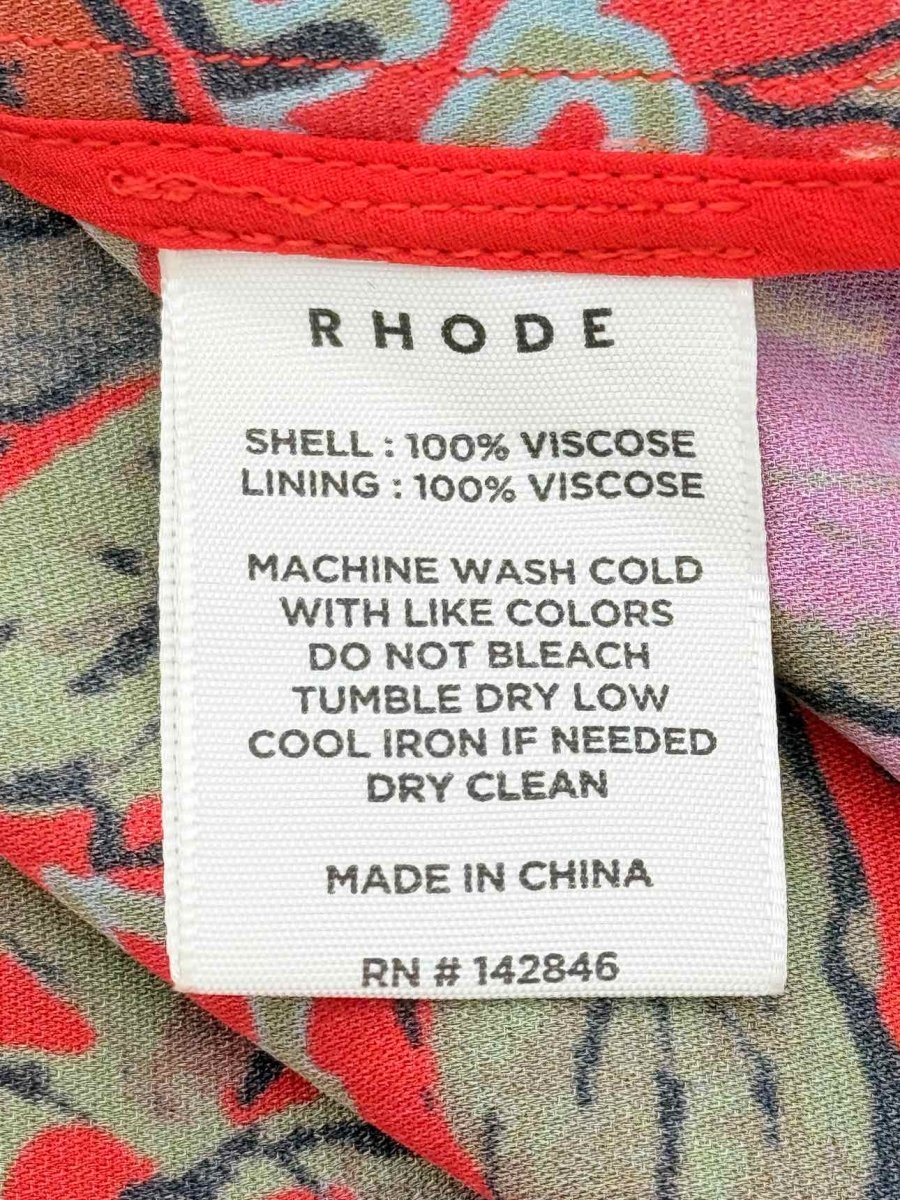 RHODE
SHELL : 100% VISCOSE
LINING : 100% VISCOSE
MACHINE WASH COLD
WITH LIKE COLORS
DO NOT BLEACH
TUMBLE DRY LOW
COOL IRON IF NEEDED
DRY CLEAN
MADE IN CHINA
RN # 142846